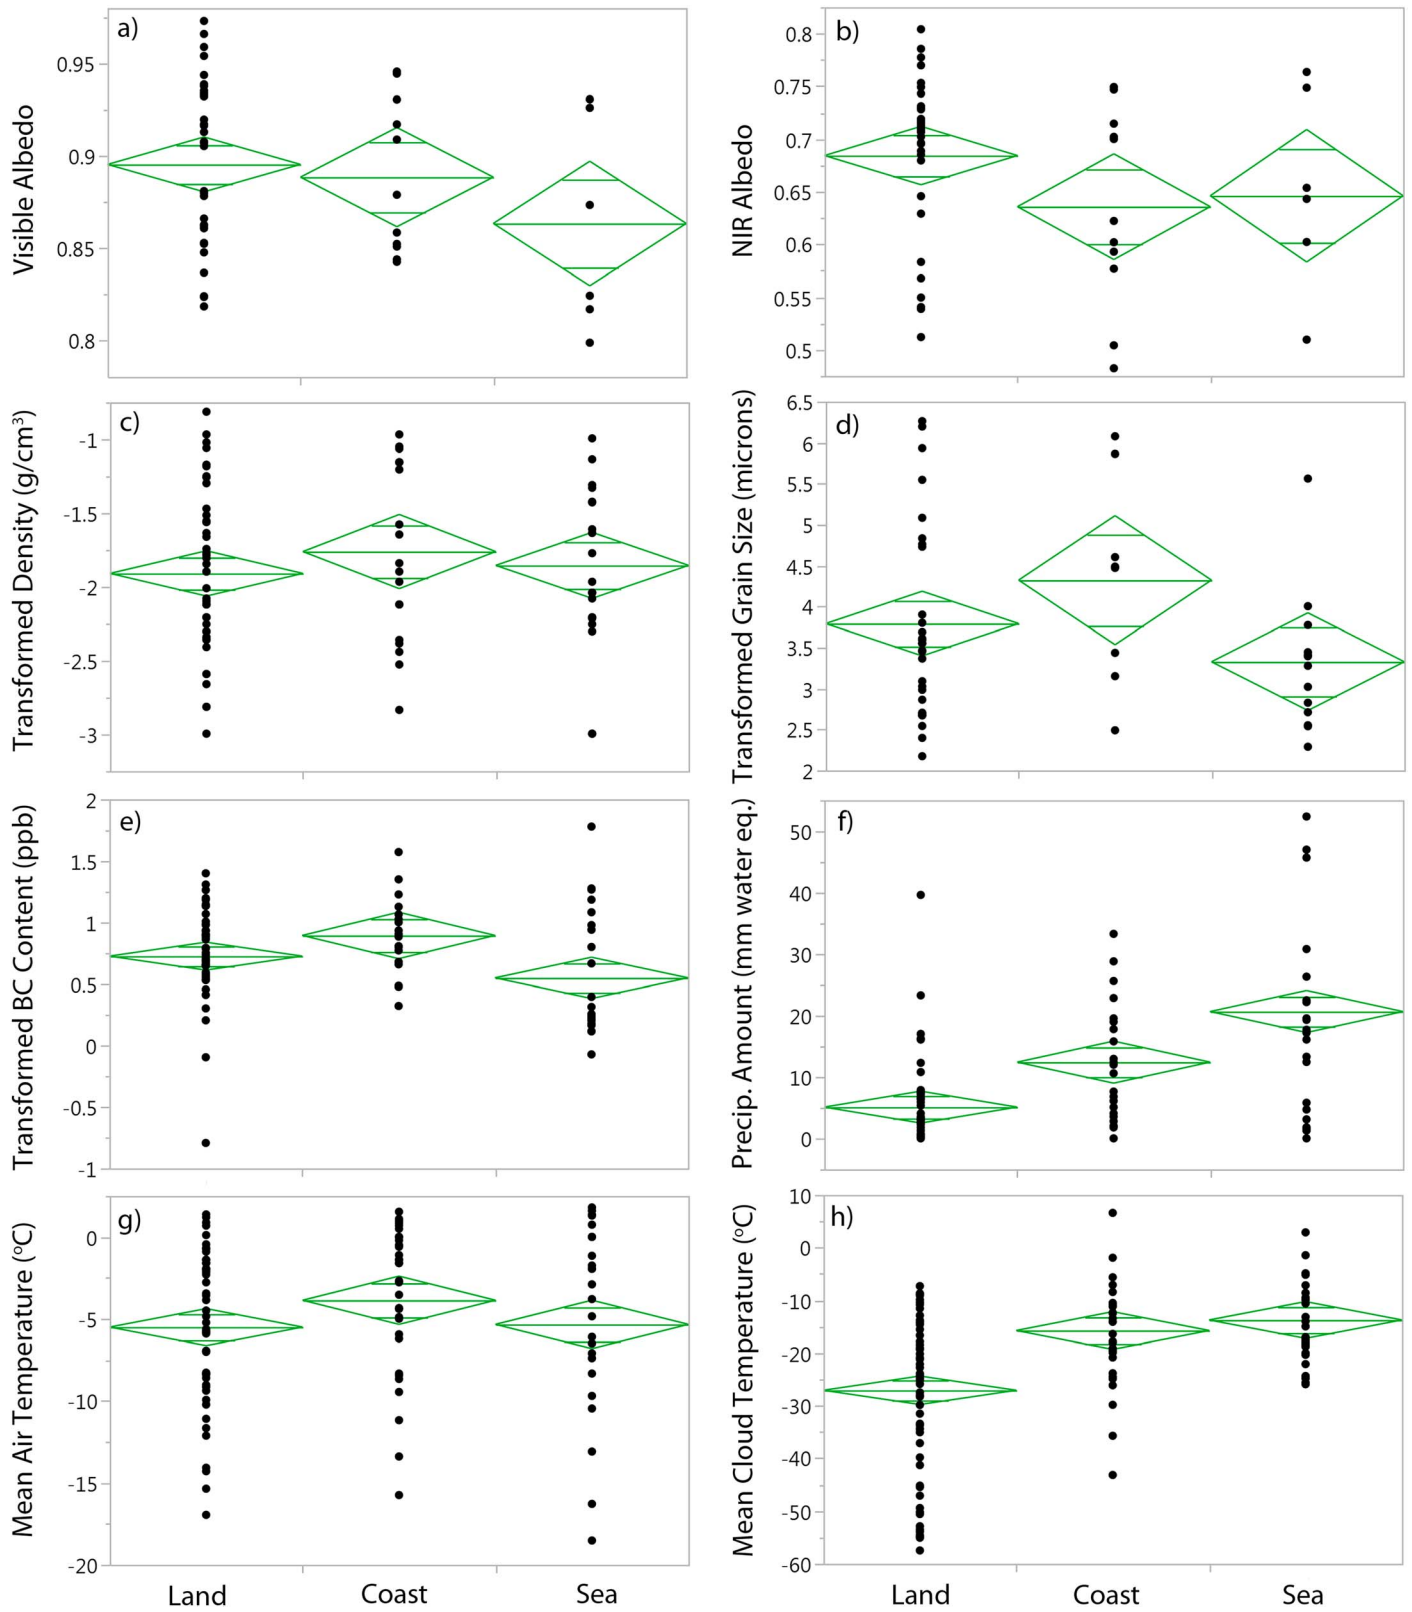 a)
Visible Albedo
0.95
0.9
0.85
0.8
b)
NIR Albedo
0.8
0.75
0.7
0.65
0.6
0.55
0.5
c)
Transformed Density (g/cm³)
-1
-1.5
-2
-2.5
-3
d)
Transformed Grain Size (microns)
6.5
6
5.5
5
4.5
4
3.5
3
2.5
2
e)
Transformed BC Content (ppb)
2
1.5
1
0.5
0
-0.5
-1
f)
Precip. Amount (mm water eq.)
50
40
30
20
10
0
g)
Mean Air Temperature (°C)
0
-5
-10
-15
-20
Land Coast Sea
h)
Mean Cloud Temperature (°C)
10
0
-10
-20
-30
-40
-50
-60
Land Coast Sea